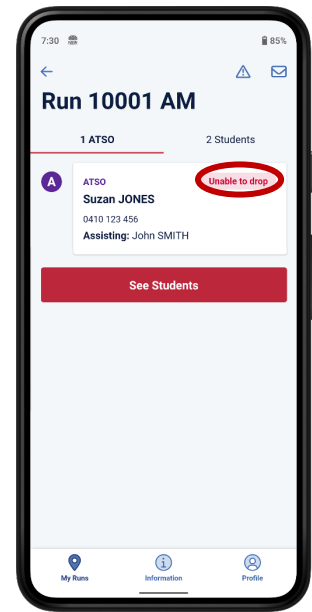 7:30
85%
Run 10001 AM
1 ATSO
2 Students
A
ATSO
Unable to drop
Suzan JONES
0410 123 456
Assisting: John SMITH
See Students
My Runs
Information
Profile